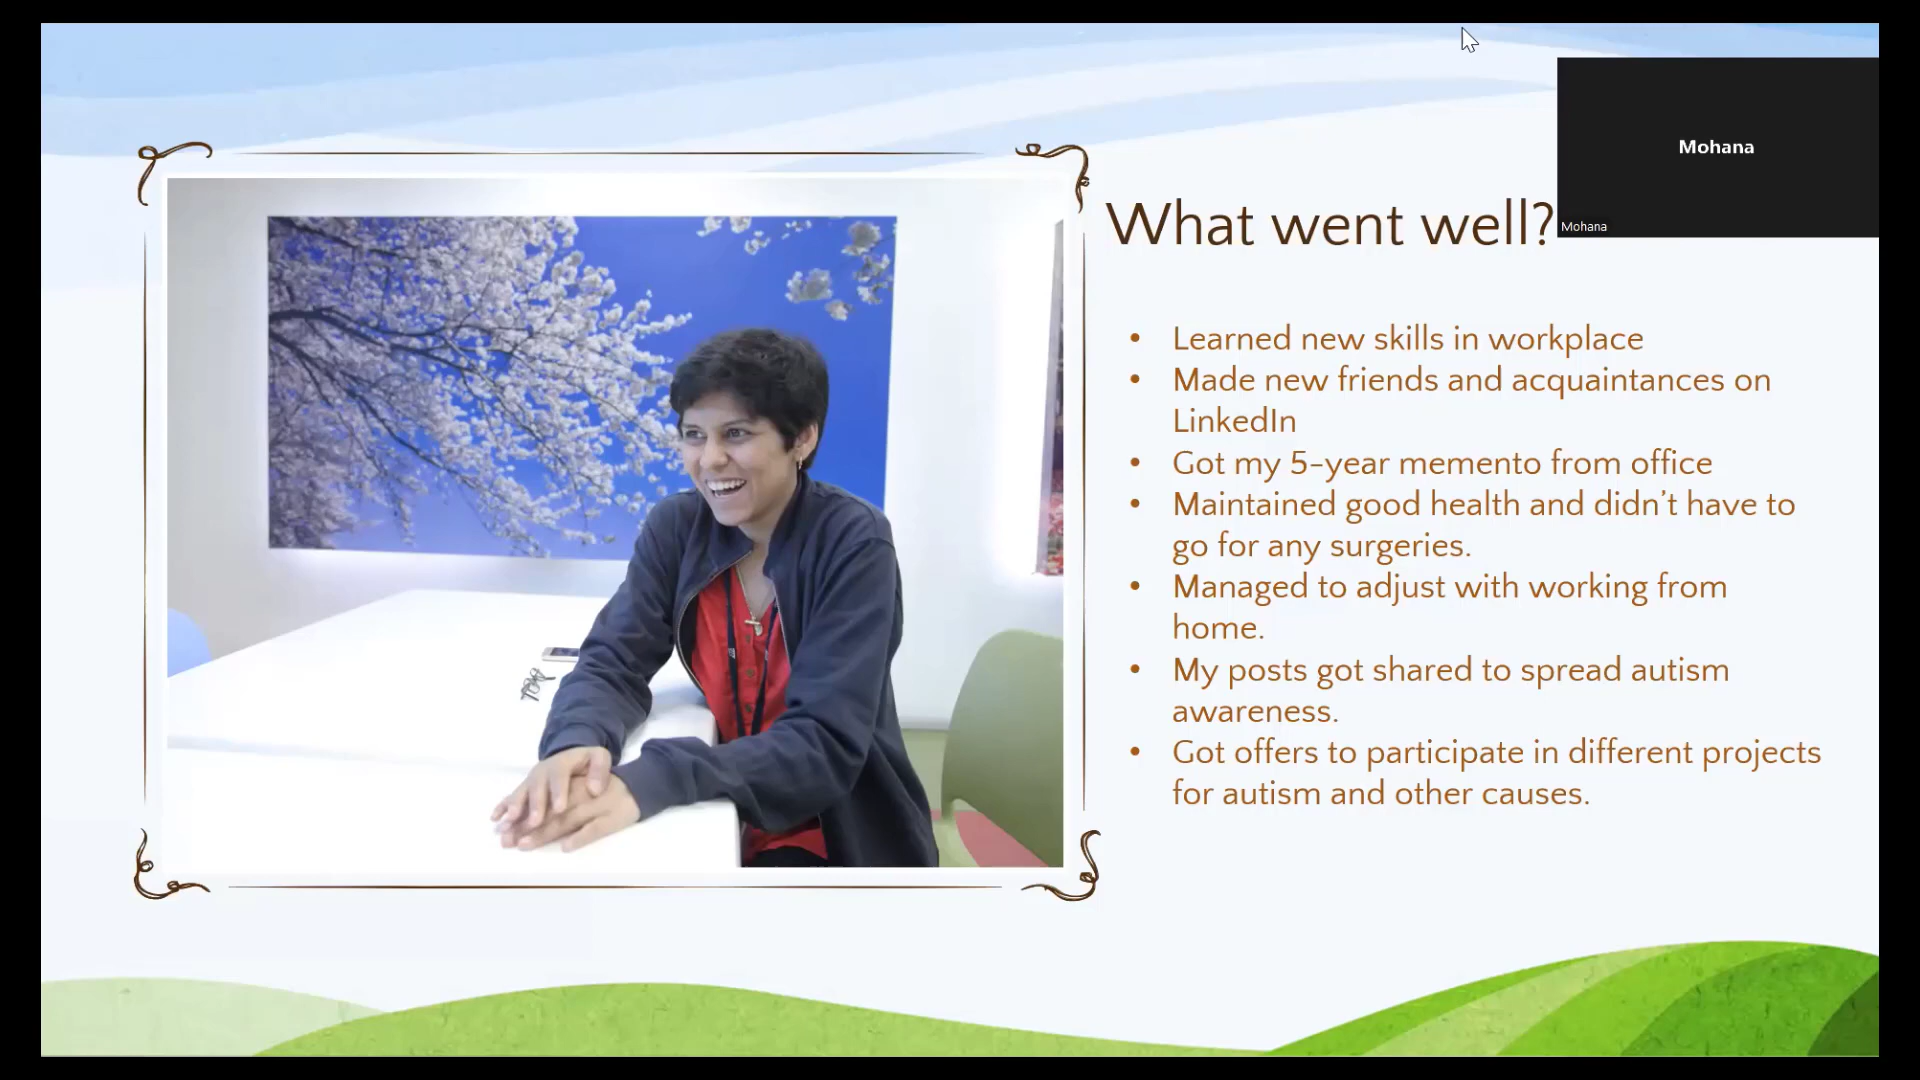 Mohana
Mohana
What went well?
• Learned new skills in workplace
• Made new friends and acquaintances on
LinkedIn
• Got my 5-year memento from office
• Maintained good health and didn’t have to
go for any surgeries.
• Managed to adjust with working from
home.
• My posts got shared to spread autism
awareness.
• Got offers to participate in different projects
for autism and other causes.